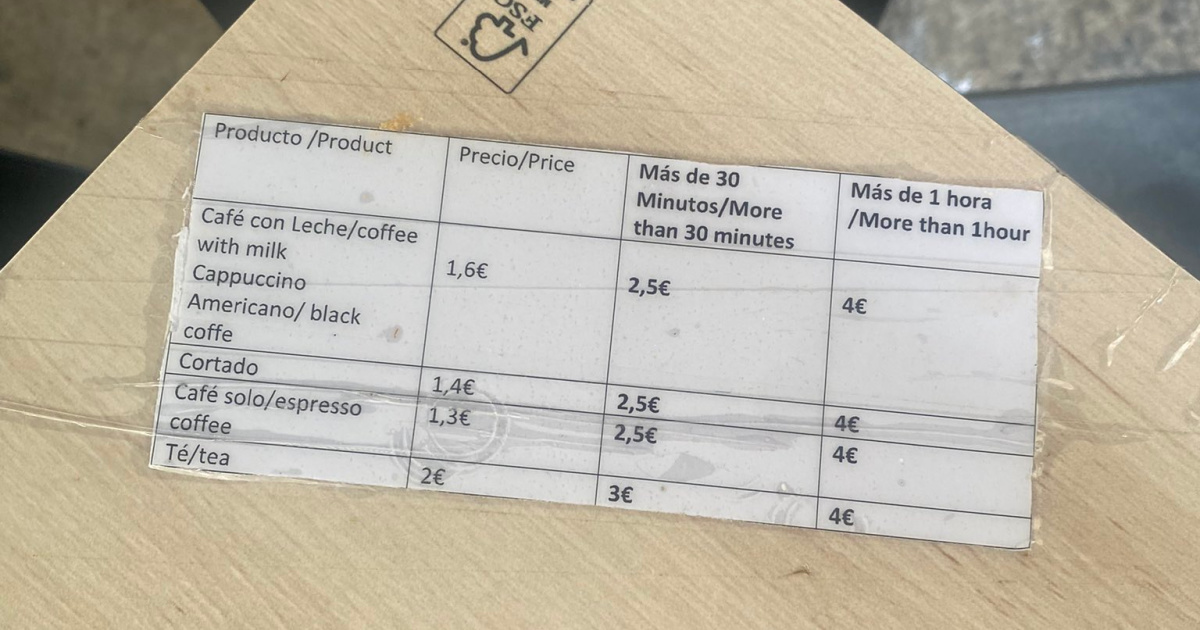 FSC
Producto /Product
Precio/Price
Más de 30
Minutos/More
than 30 minutes
Más de 1 hora
/More than 1hour
Café con Leche/coffee
with milk
Cappuccino
Americano/ black
coffe
1,6€
2,5€
4€
Cortado
1,4€
2,5€
4€
Café solo/espresso
coffee
1,3€
2,5€
4€
Té/tea
2€
3€
4€